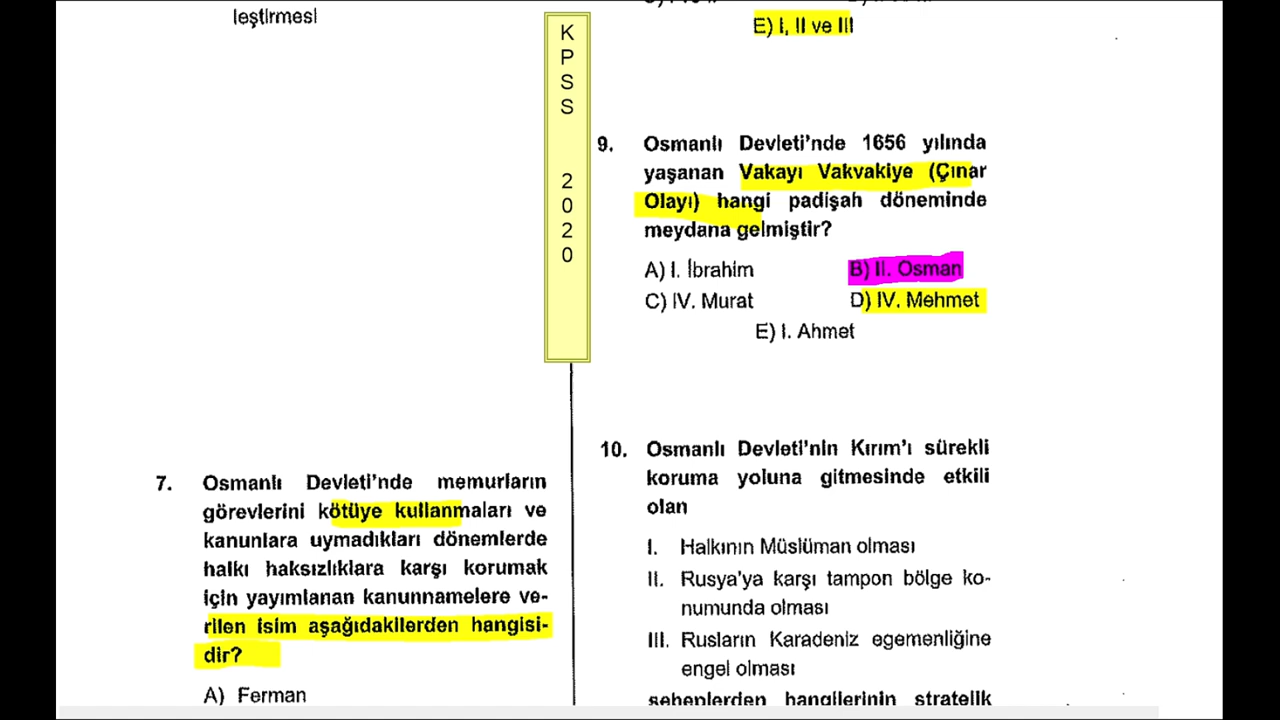 leştirmesi
7. Osmanlı Devleti'nde memurların
görevlerini kötüye kullanmaları ve
kanunlara uymadıkları dönemlerde
halkı haksızlıklara karşı korumak
için yayımlanan kanunnamelere ve-
rilen isim aşağıdakilerden hangisi-
dir?
A) Ferman
K
P
S
S
2
0
2
0
E) I, II ve III
9. Osmanlı Devleti'nde 1656 yılında
yaşanan Vakayı Vakvakiye (Çınar
Olayı) hangi padişah döneminde
meydana gelmiştir?
A) I. İbrahim B) II. Osman
C) IV. Murat D) IV. Mehmet
E) I. Ahmet
10. Osmanlı Devleti'nin Kırım'ı sürekli
koruma yoluna gitmesinde etkili
olan
I. Halkının Müslüman olması
II. Rusya'ya karşı tampon bölge ko-
numunda olması
III. Rusların Karadeniz egemenliğine
engel olması
sebeplerden hangilerinin stratejik